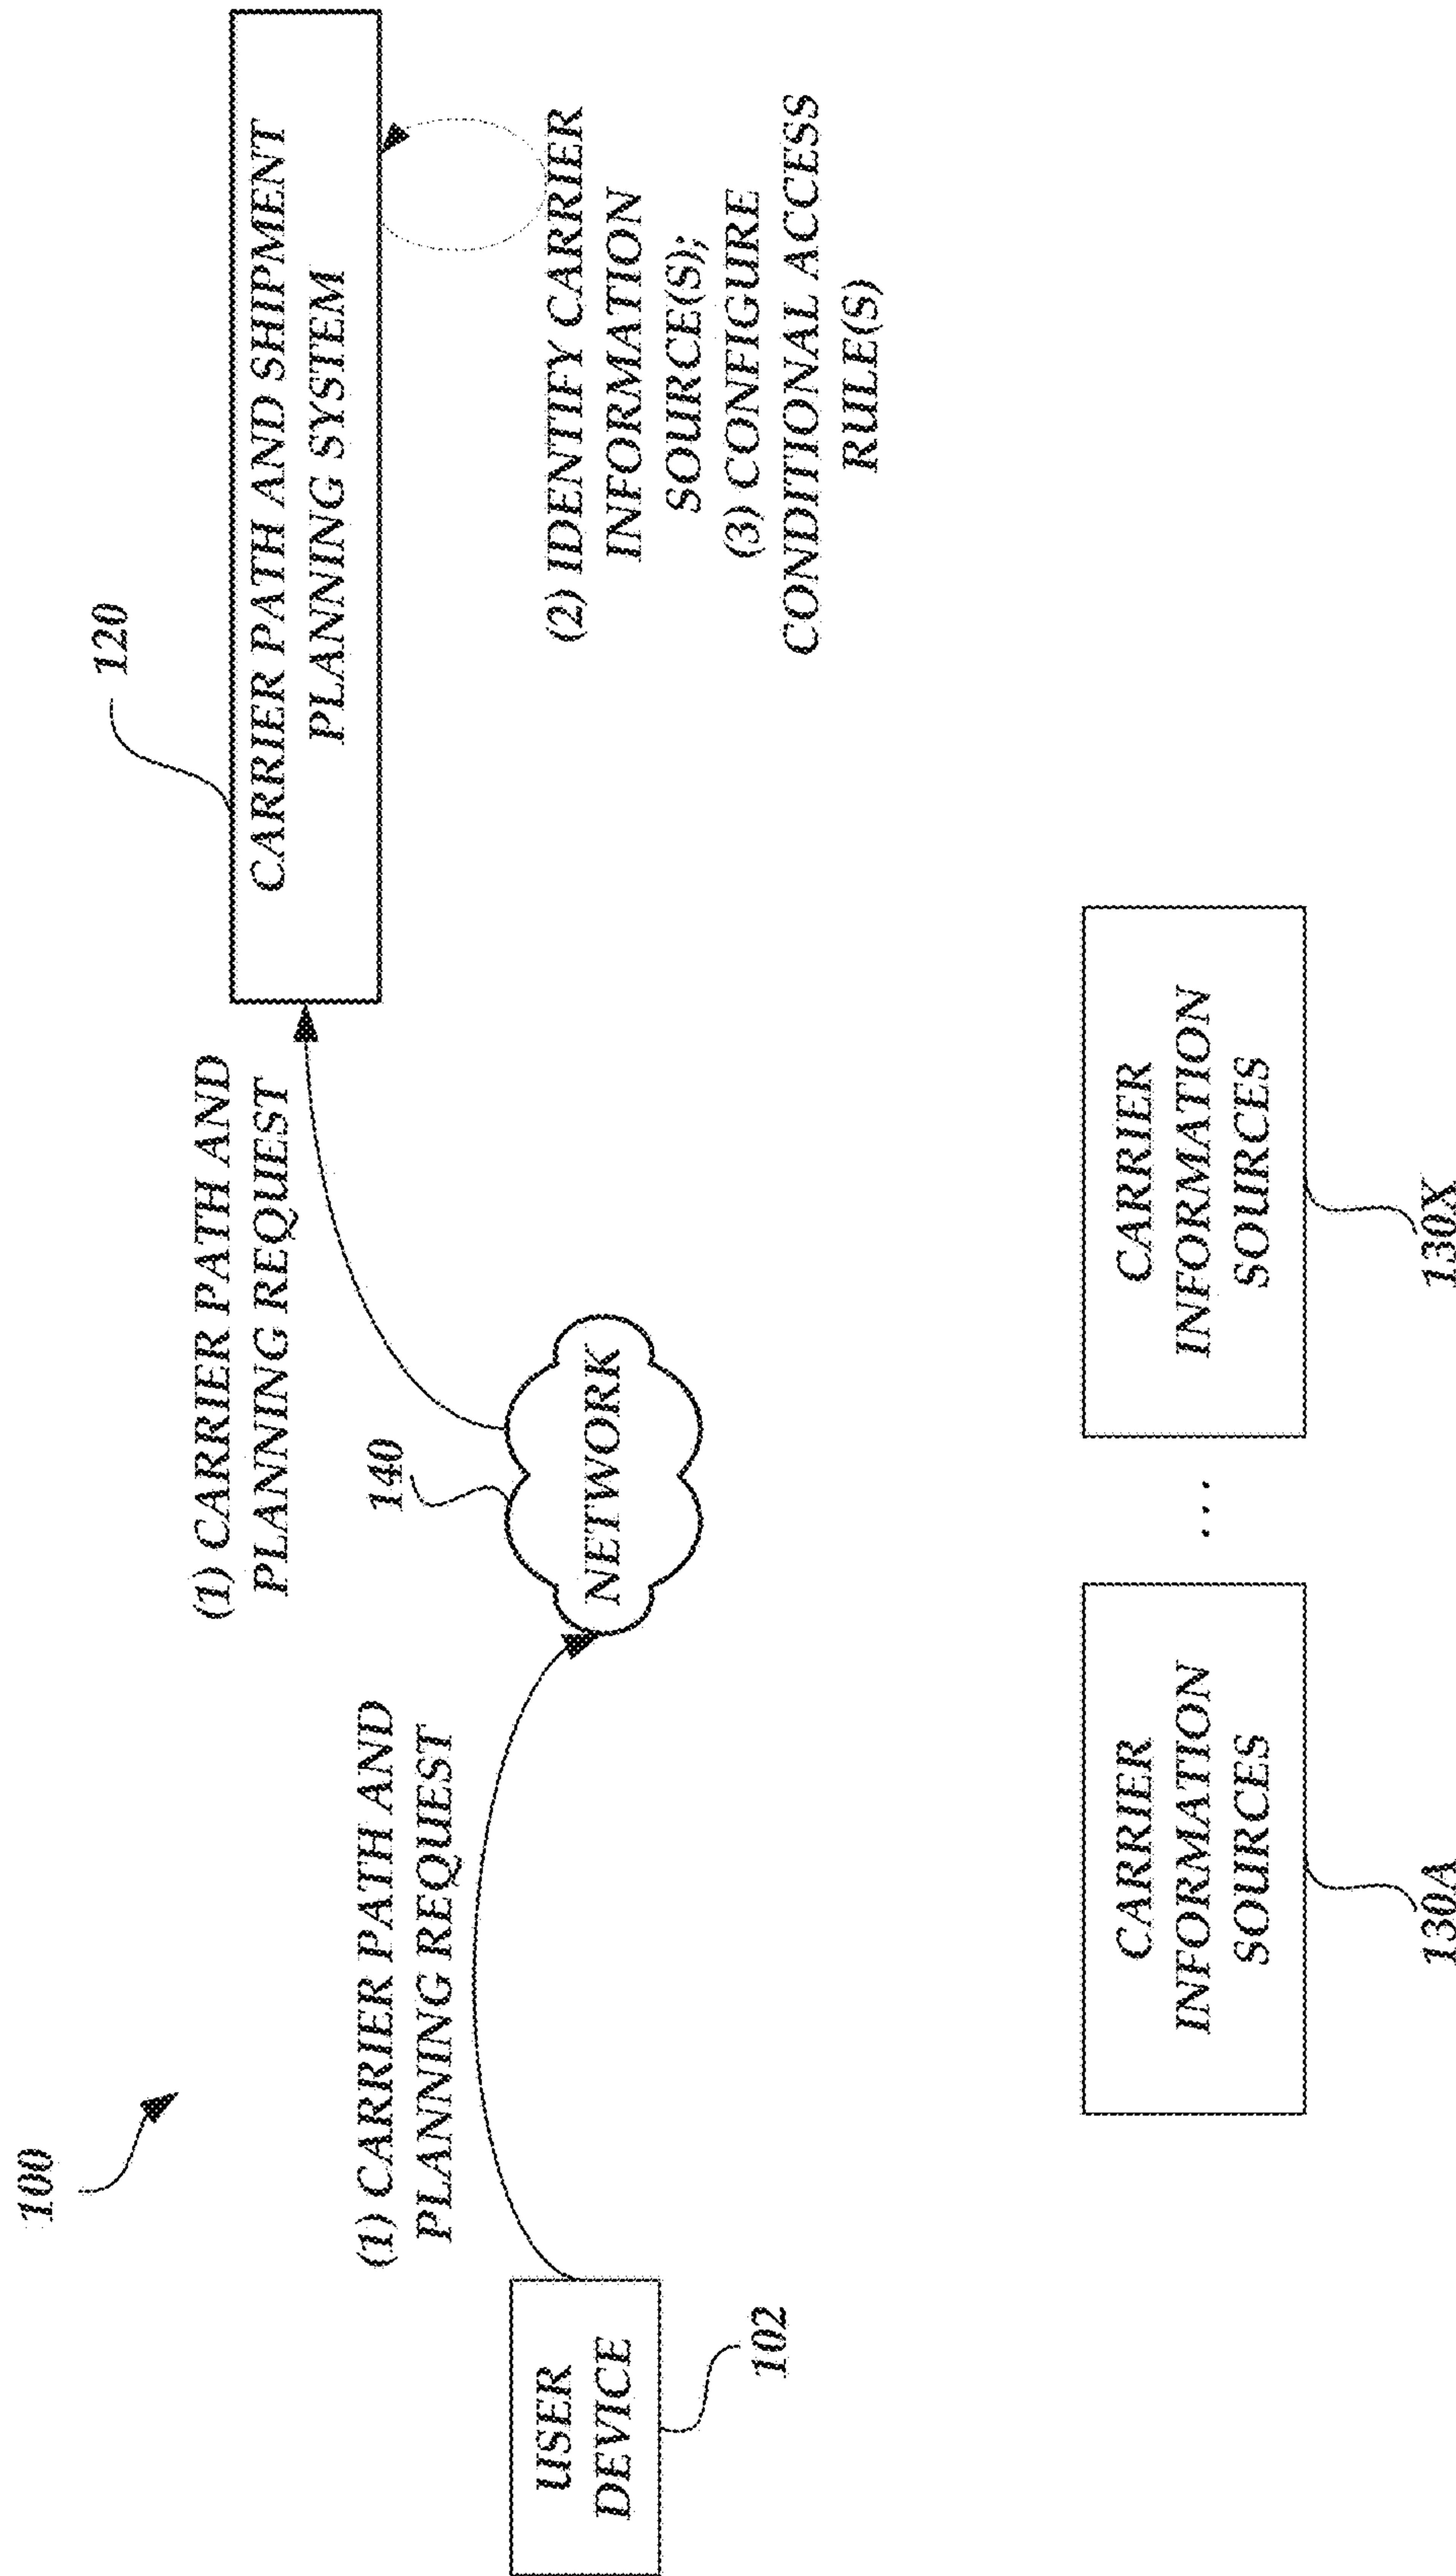 100
120
CARRIER PATH AND SHIPMENT
PLANNING SYSTEM
(1) CARRIER PATH AND
PLANNING REQUEST
(2) IDENTIFY CARRIER
INFORMATION
SOURCE(S);
(3) CONFIGURE
CONDITIONAL ACCESS
RULE(S)
(1) CARRIER PATH AND
PLANNING REQUEST
140
NETWORK
USER
DEVICE
102
CARRIER
INFORMATION
SOURCES
130A
...
CARRIER
INFORMATION
SOURCES
130X